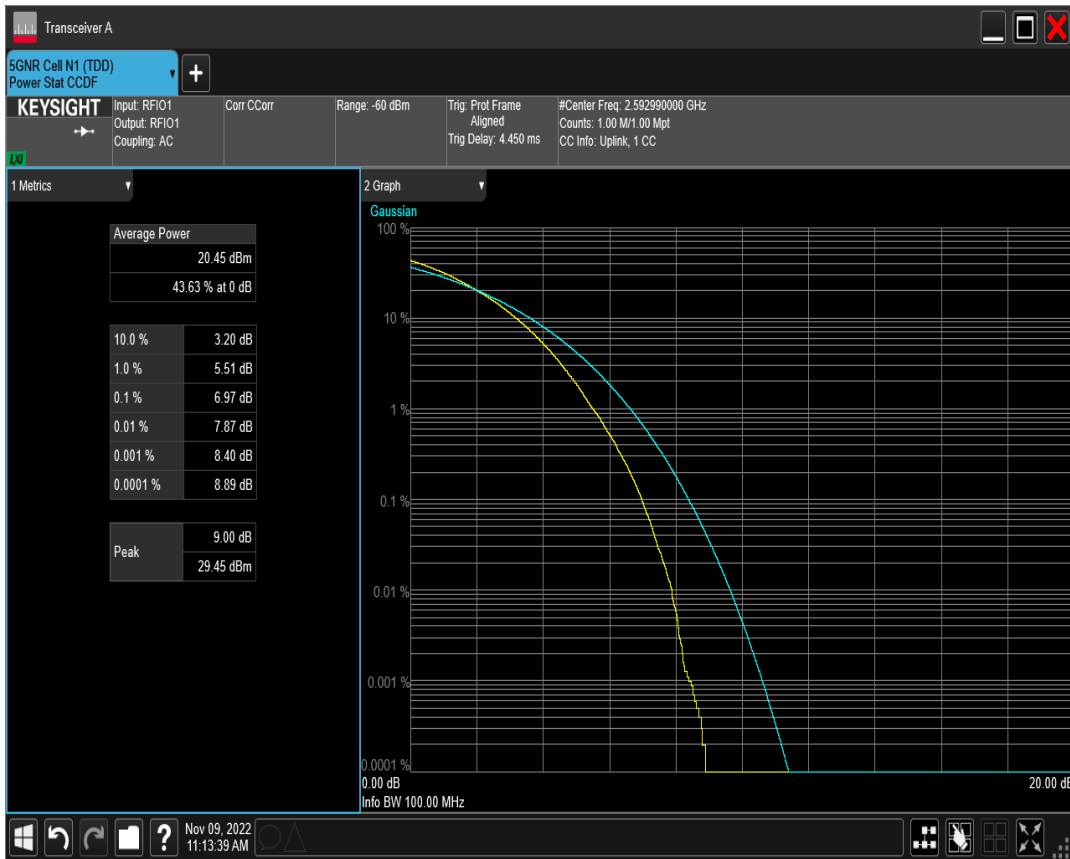 Transceiver A
5GNR Cell N1 (TDD)
Power Stat CCDF
+
KEYSIGHT
LXI
Input: RFIO1
Output: RFIO1
Coupling: AC
Corr CCorr
Range: -60 dBm
Trig: Prot Frame
Aligned
Trig Delay: 4.450 ms
#Center Freq: 2.592990000 GHz
Counts: 1.00 M/1.00 Mpt
CC Info: Uplink, 1 CC
1 Metrics
Average Power
20.45 dBm
43.63 % at 0 dB
10.0 % 3.20 dB
1.0 % 5.51 dB
0.1 % 6.97 dB
0.01 % 7.87 dB
0.001 % 8.40 dB
0.0001 % 8.89 dB
Peak 9.00 dB
29.45 dBm
2 Graph
Gaussian
100 %
10 %
1 %
0.1 %
0.01 %
0.001 %
0.0001 %
0.00 dB 20.00 dB
Info BW 100.00 MHz
?
Nov 09, 2022
11:13:39 AM